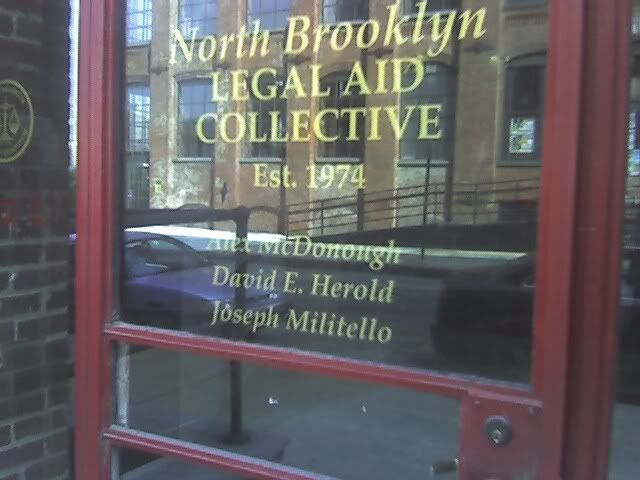 North Brooklyn
LEGAL AID
COLLECTIVE
Est. 1974
Alex McDonough
David E. Herold
Joseph Militello